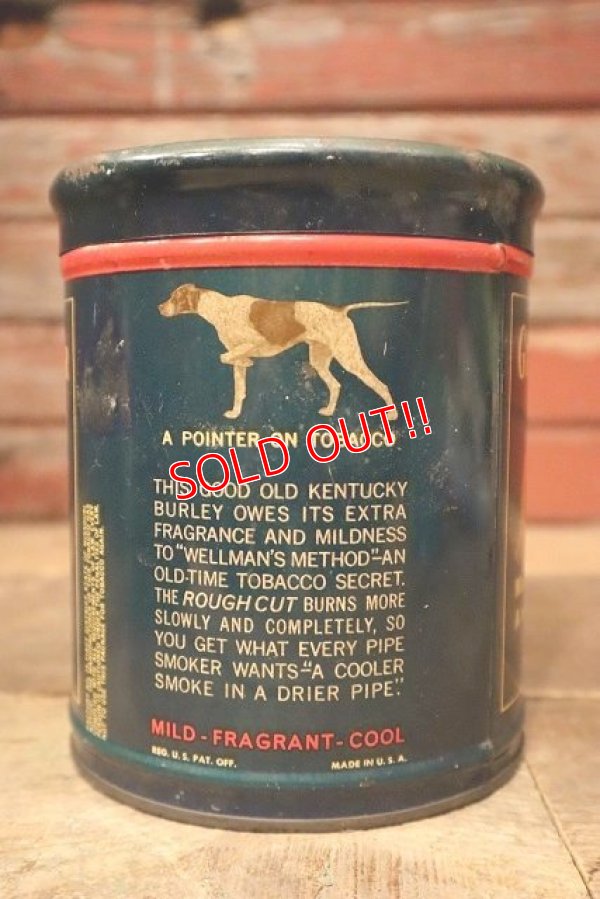 A POINTER ON TOBACCO
SOLD OUT!!
THIS GOOD OLD KENTUCKY
BURLEY OWES ITS EXTRA
FRAGRANCE AND MILDNESS
TO "WELLMAN'S METHOD"–AN
OLD-TIME TOBACCO SECRET.
THE ROUGH CUT BURNS MORE
SLOWLY AND COMPLETELY, SO
YOU GET WHAT EVERY PIPE
SMOKER WANTS–"A COOLER
SMOKE IN A DRIER PIPE."
MILD - FRAGRANT - COOL
REG. U. S. PAT. OFF. MADE IN U. S. A.